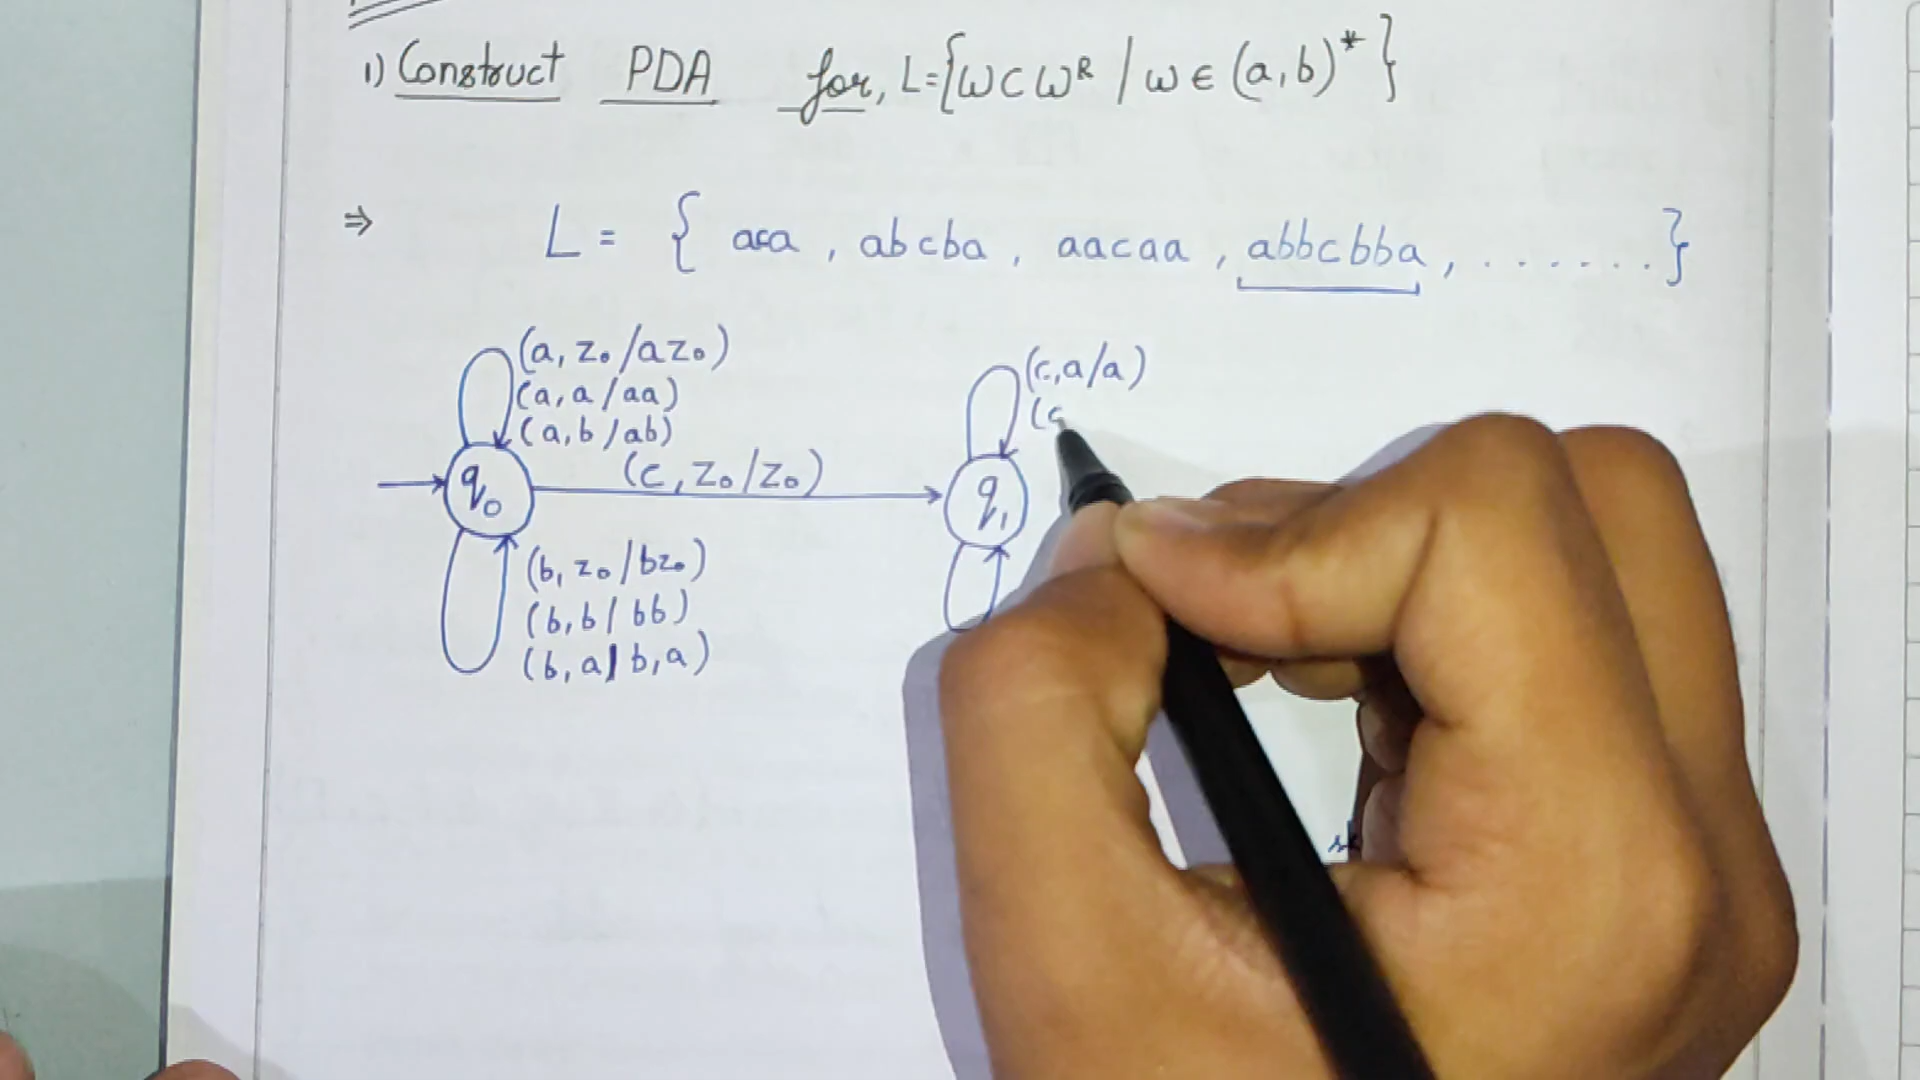 1) Construct PDA for, L={WCWᴿ / W ∈ (a,b)*}
⇒ L = { aca , abcba , aacaa , abbcbba , ....... }
(a, z₀ / az₀)
(a, a / aa)
(a, b / ab)
(c, z₀ / z₀)
q₀
(b, z₀ / bz₀)
(b, b / bb)
(b, a / b, a)
(c, a / a)
(c
q₁